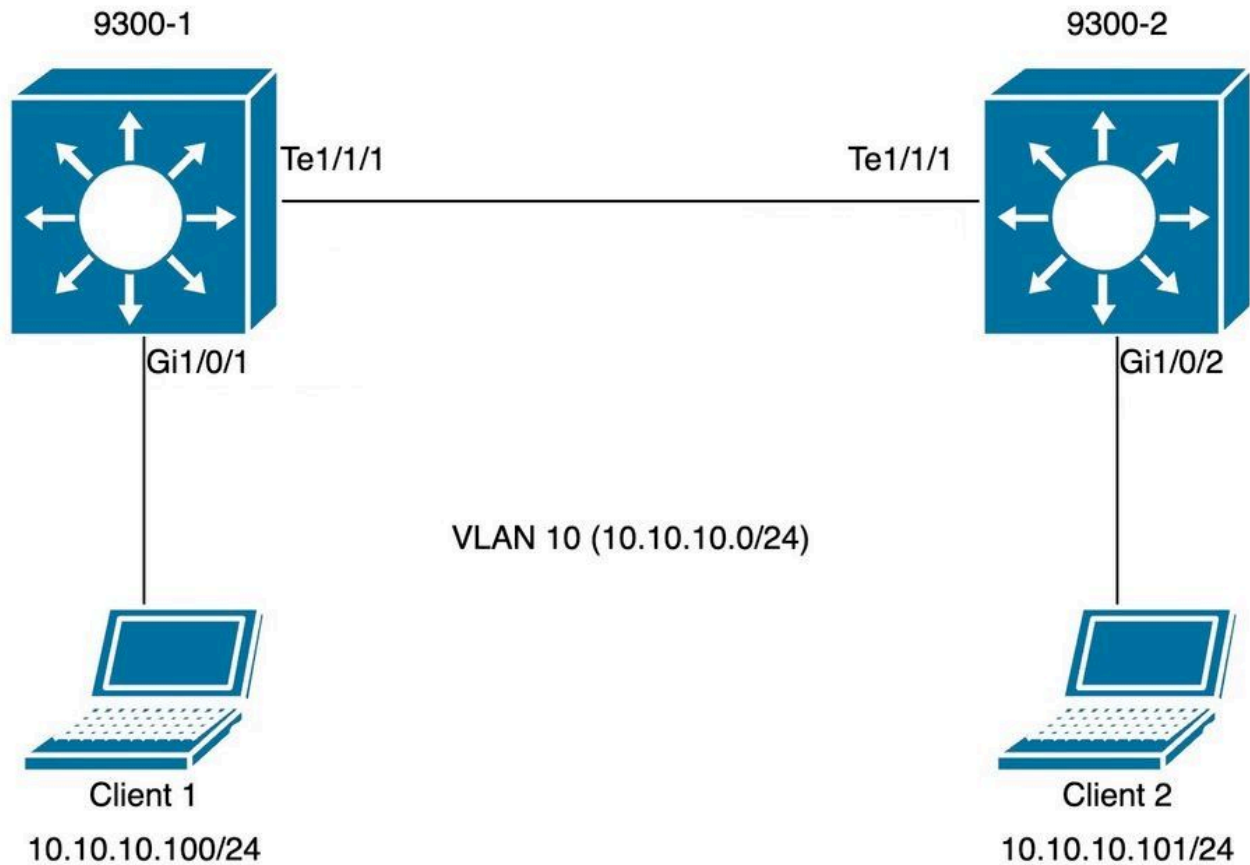 9300-1
9300-2
Te1/1/1
Te1/1/1
Gi1/0/1
Gi1/0/2
VLAN 10 (10.10.10.0/24)
Client 1
Client 2
10.10.10.100/24
10.10.10.101/24